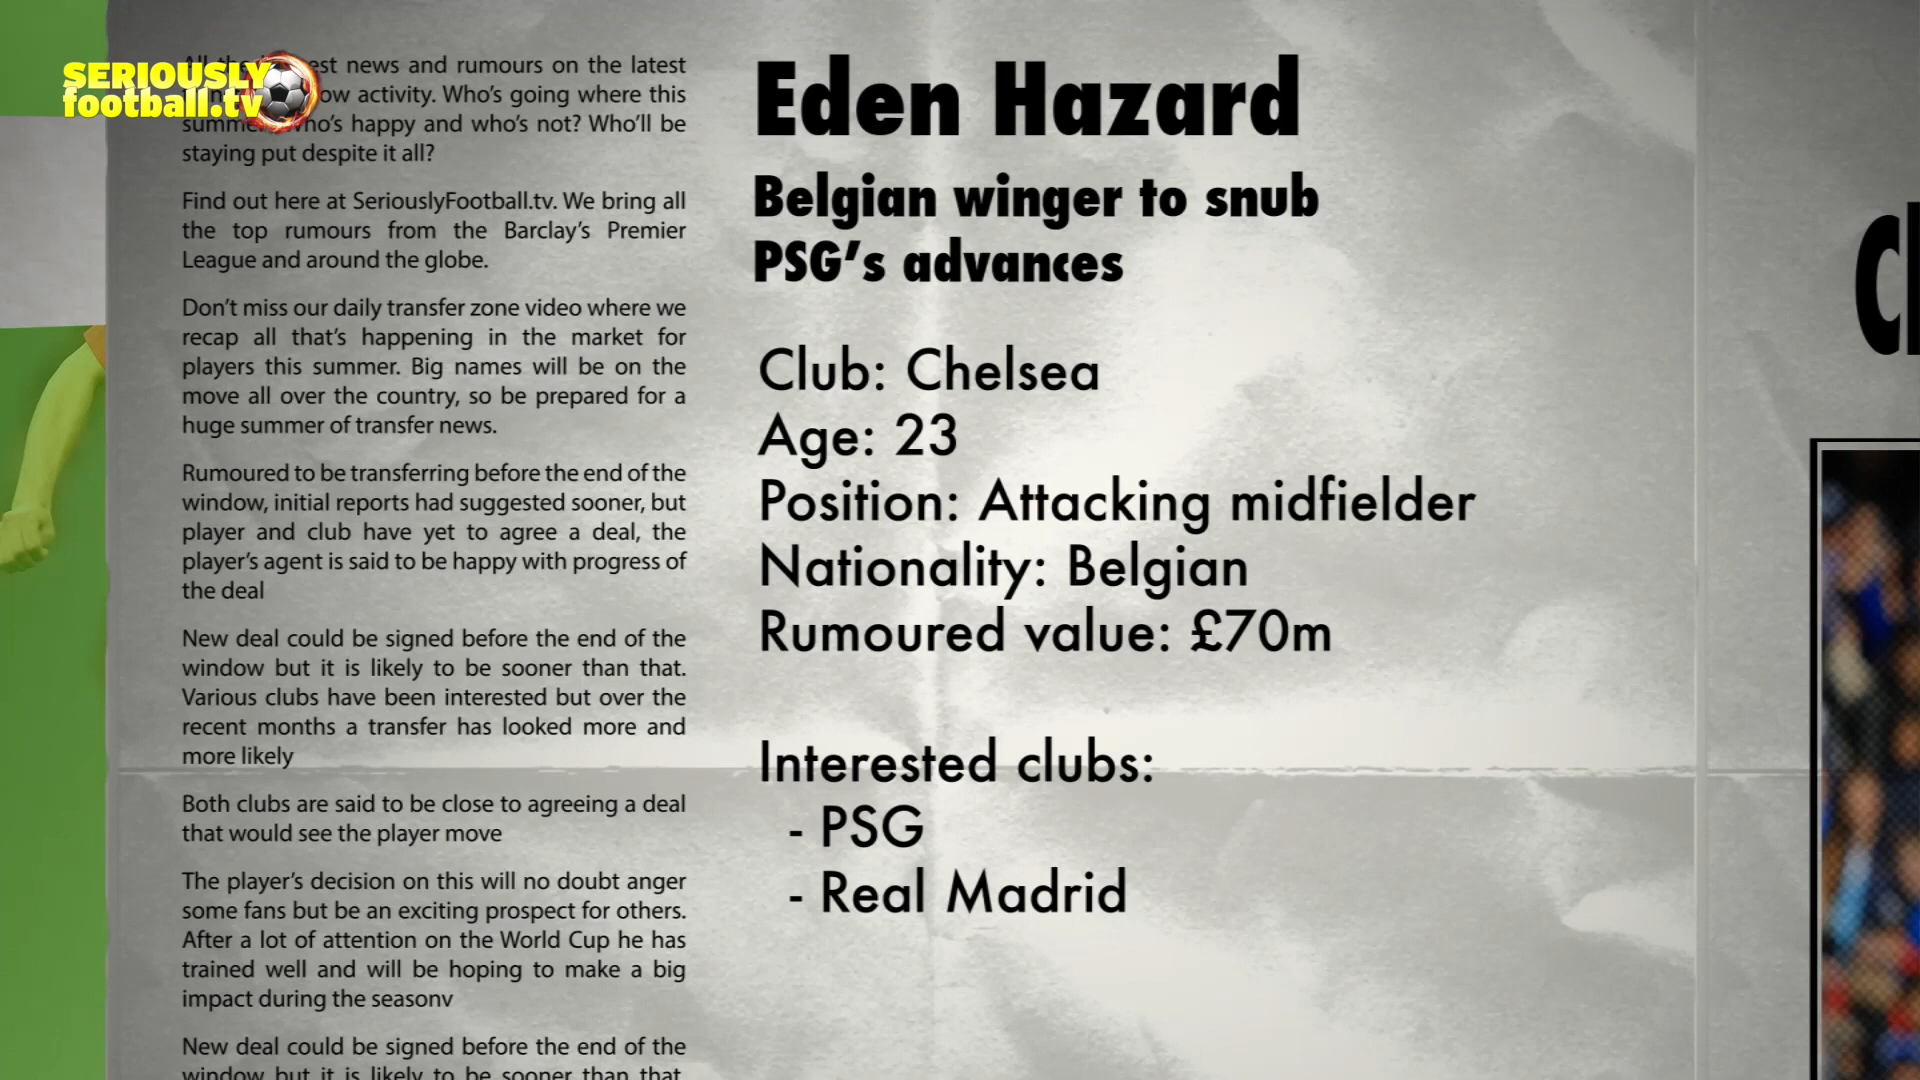 SERIOUSLY
football.tv
est news and rumours on the latest
ow activity. Who's going where this
summe ho's happy and who's not? Who'll be
staying put despite it all?
Find out here at SeriouslyFootball.tv. We bring all
the top rumours from the Barclay's Premier
League and around the globe.
Don't miss our daily transfer zone video where we
recap all that's happening in the market for
players this summer. Big names will be on the
move all over the country, so be prepared for a
huge summer of transfer news.
Rumoured to be transferring before the end of the
window, initial reports had suggested sooner, but
player and club have yet to agree a deal, the
player's agent is said to be happy with progress of
the deal
New deal could be signed before the end of the
window but it is likely to be sooner than that.
Various clubs have been interested but over the
recent months a transfer has looked more and
more likely
Both clubs are said to be close to agreeing a deal
that would see the player move
The player's decision on this will no doubt anger
some fans but be an exciting prospect for others.
After a lot of attention on the World Cup he has
trained well and will be hoping to make a big
impact during the seasonv
New deal could be signed before the end of the
window but it is likely to be sooner than that.
Eden Hazard
Belgian winger to snub
PSG's advances
Club: Chelsea
Age: 23
Position: Attacking midfielder
Nationality: Belgian
Rumoured value: £70m
Interested clubs:
- PSG
- Real Madrid